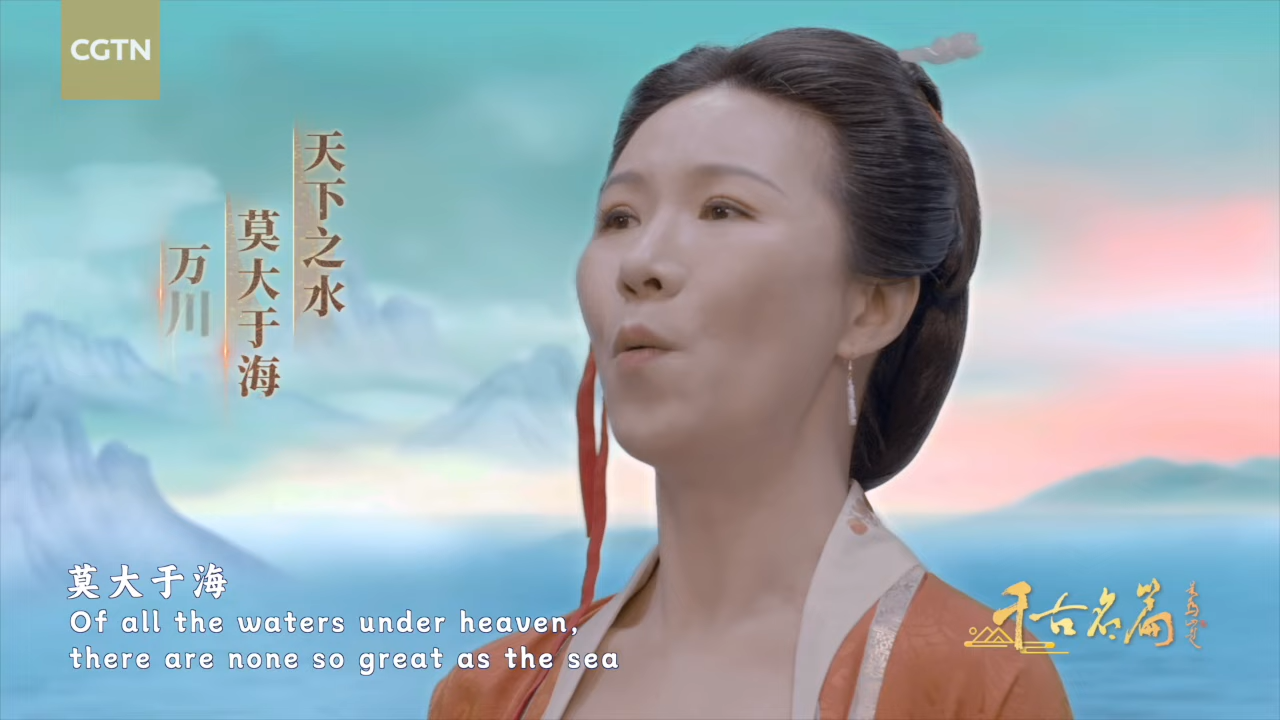 CGTN
天下之水
莫大于海
万川
莫大于海
Of all the waters under heaven,
there are none so great as the sea
千古名篇